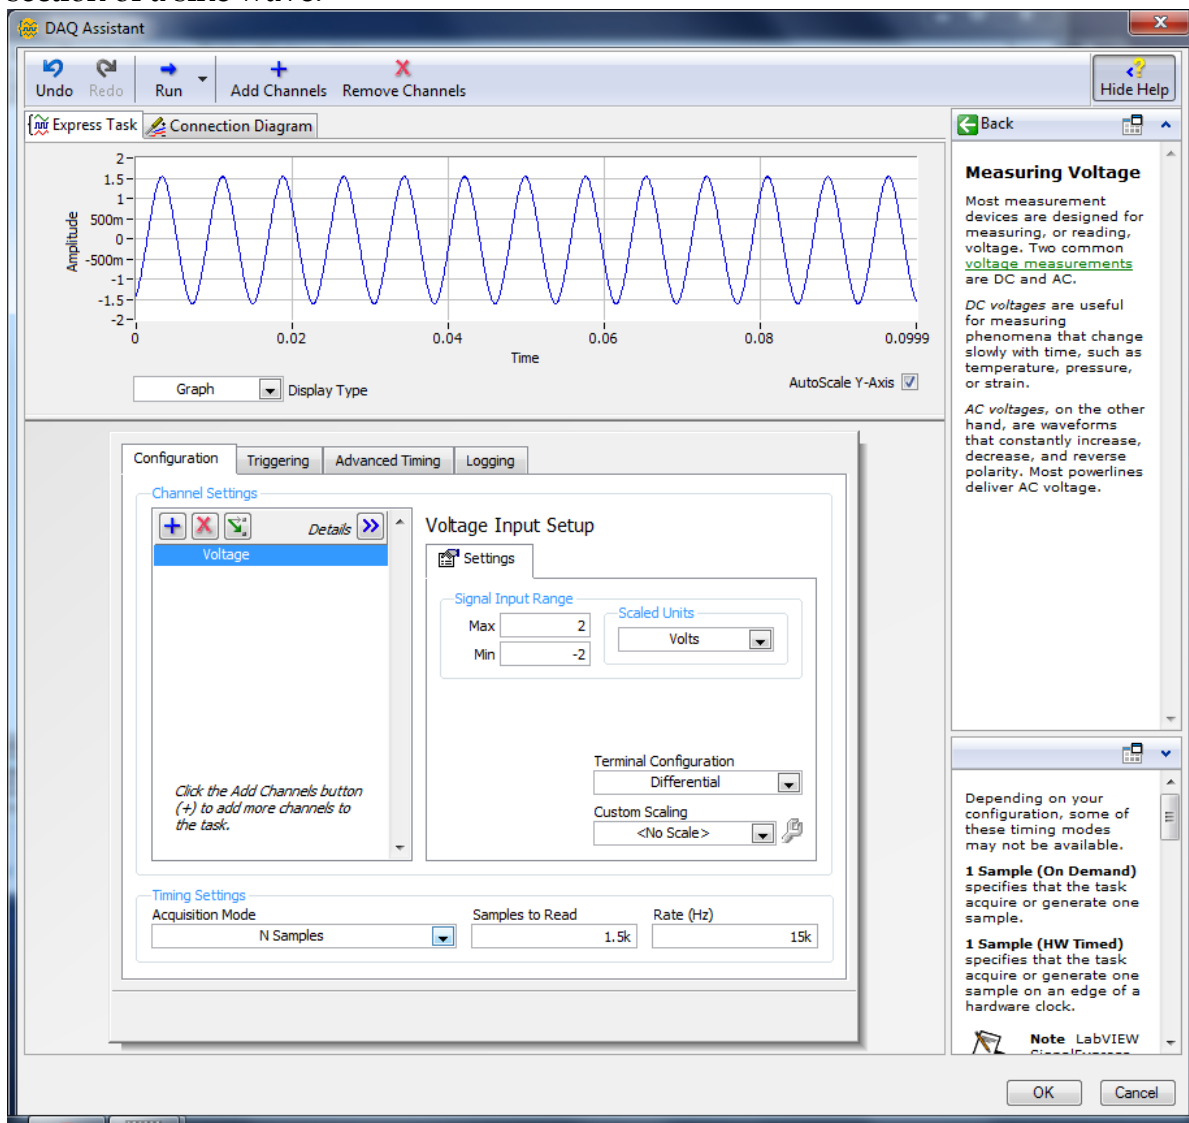 DAQ Assistant
Undo Redo Run Add Channels Remove Channels Hide Help
Express Task Connection Diagram
Back
2
1.5
1
500m
0
-500m
-1
-1.5
-2
Amplitude
0 0.02 0.04 0.06 0.08 0.0999
Time
Graph Display Type AutoScale Y-Axis
Measuring Voltage
Most measurement
devices are designed for
measuring, or reading,
voltage. Two common
voltage measurements
are DC and AC.
DC voltages are useful
for measuring
phenomena that change
slowly with time, such as
temperature, pressure,
or strain.
AC voltages, on the other
hand, are waveforms
that constantly increase,
decrease, and reverse
polarity. Most powerlines
deliver AC voltage.
Configuration Triggering Advanced Timing Logging
Channel Settings
Details
Voltage
Click the Add Channels button
(+) to add more channels to
the task.
Voltage Input Setup
Settings
Signal Input Range
Max 2
Min -2
Scaled Units
Volts
Terminal Configuration
Differential
Custom Scaling
<No Scale>
Timing Settings
Acquisition Mode Samples to Read Rate (Hz)
N Samples 1.5k 15k
Depending on your
configuration, some of
these timing modes
may not be available.
1 Sample (On Demand)
specifies that the task
acquire or generate one
sample.
1 Sample (HW Timed)
specifies that the task
acquire or generate one
sample on an edge of a
hardware clock.
Note LabVIEW
OK Cancel